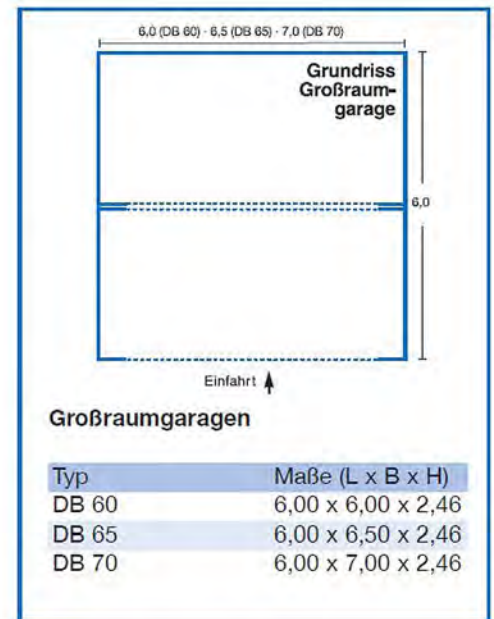 6,0 (DB 60) · 6,5 (DB 65) · 7,0 (DB 70)
Grundriss
Großraum-
garage
6,0
Einfahrt
Großraumgaragen
Typ Maße (L x B x H)
DB 60 6,00 x 6,00 x 2,46
DB 65 6,00 x 6,50 x 2,46
DB 70 6,00 x 7,00 x 2,46